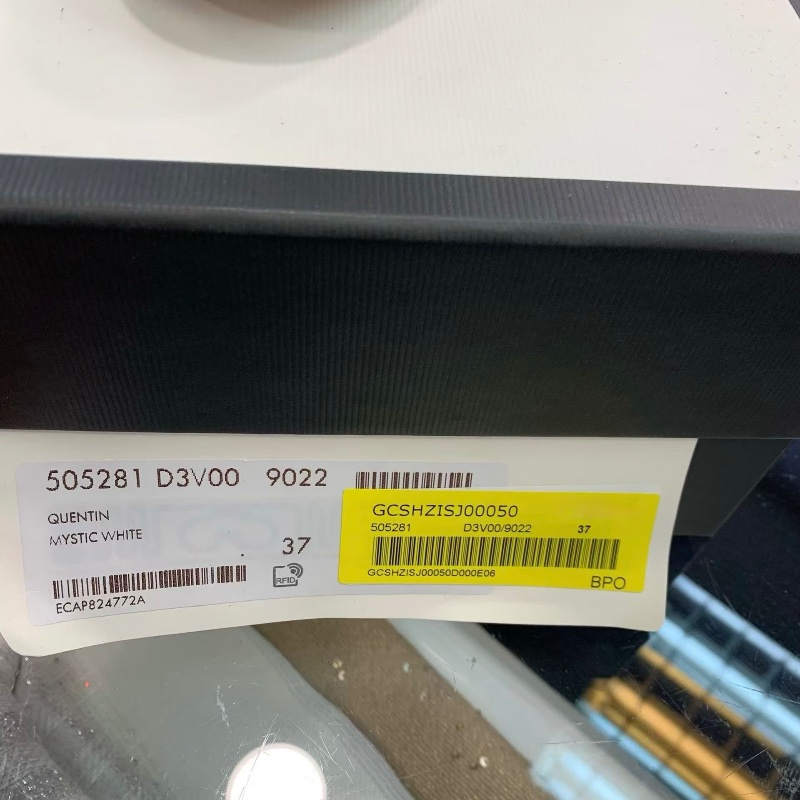 505281 D3V00 9022
QUENTIN
MYSTIC WHITE
37
RFID
ECAP824772A
GCSHZISJ00050
505281 D3V00/9022 37
GCSHZISJ00050D000E06
BPO